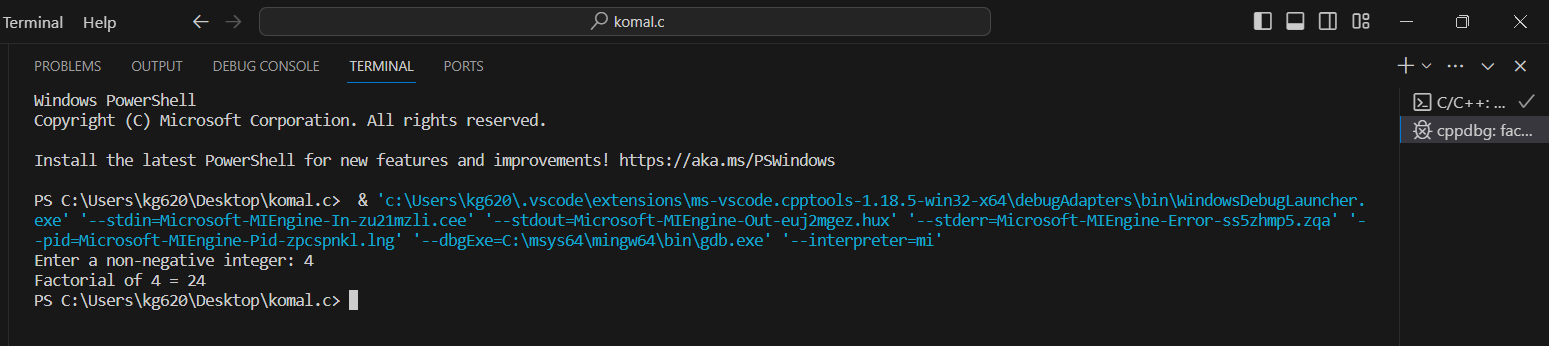 Terminal Help komal.c
PROBLEMS OUTPUT DEBUG CONSOLE TERMINAL PORTS
Windows PowerShell
Copyright (C) Microsoft Corporation. All rights reserved.
Install the latest PowerShell for new features and improvements! https://aka.ms/PSWindows
PS C:\Users\kg620\Desktop\komal.c>  & 'c:\Users\kg620\.vscode\extensions\ms-vscode.cpptools-1.18.5-win32-x64\debugAdapters\bin\WindowsDebugLauncher.
exe' '--stdin=Microsoft-MIEngine-In-zu21mzli.cee' '--stdout=Microsoft-MIEngine-Out-euj2mgez.hux' '--stderr=Microsoft-MIEngine-Error-ss5zhmp5.zqa' '-
-pid=Microsoft-MIEngine-Pid-zpcspnkl.lng' '--dbgExe=C:\msys64\mingw64\bin\gdb.exe' '--interpreter=mi'
Enter a non-negative integer: 4
Factorial of 4 = 24
PS C:\Users\kg620\Desktop\komal.c>
C/C++: ...
cppdbg: fac...